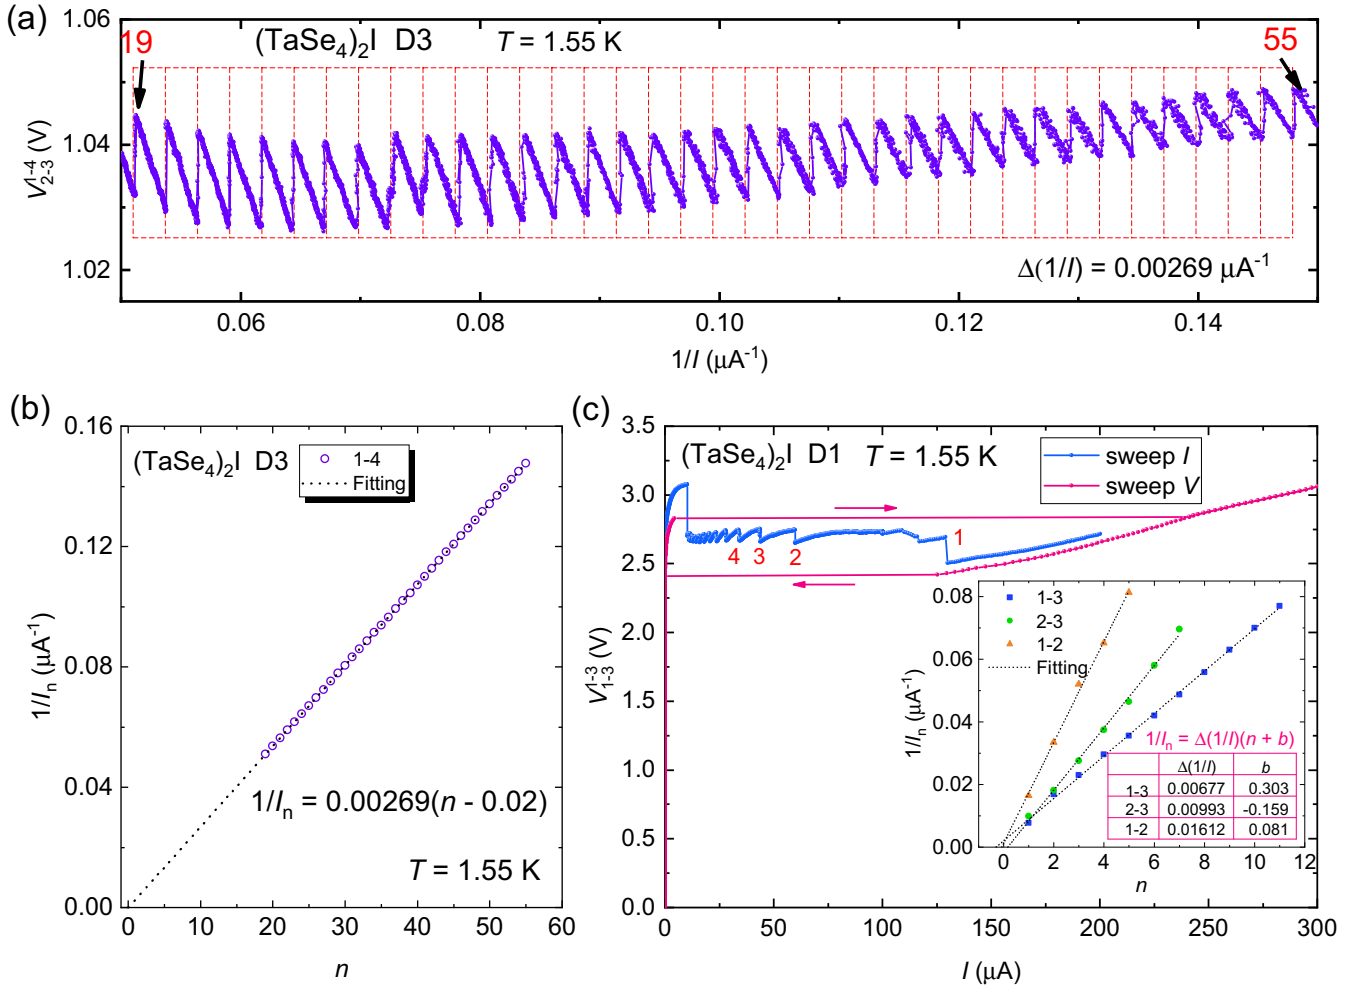 (a)
1.06
1.04
1.02
V₂₋₃¹⁻⁴ (V)
19
(TaSe₄)₂I D3
T = 1.55 K
55
Δ(1/I) = 0.00269 μA⁻¹
0.06 0.08 0.10 0.12 0.14
1/I (μA⁻¹)
(b)
0.16
0.12
0.08
0.04
0.00
1/Iₙ (μA⁻¹)
(TaSe₄)₂I D3
1-4
Fitting
1/Iₙ = 0.00269(n - 0.02)
T = 1.55 K
0 10 20 30 40 50 60
n
(c)
3.5
3.0
2.5
2.0
1.5
1.0
0.5
0.0
V₁₋₃¹⁻³ (V)
(TaSe₄)₂I D1
T = 1.55 K
sweep I
sweep V
4 3 2 1
0.08
0.06
0.04
0.02
0.00
1/Iₙ (μA⁻¹)
1-3
2-3
1-2
Fitting
1/Iₙ = Δ(1/I)(n + b)
Δ(1/I) b
1-3 0.00677 0.303
2-3 0.00993 -0.159
1-2 0.01612 0.081
0 2 4 6 8 10 12
n
0 50 100 150 200 250 300
I (μA)